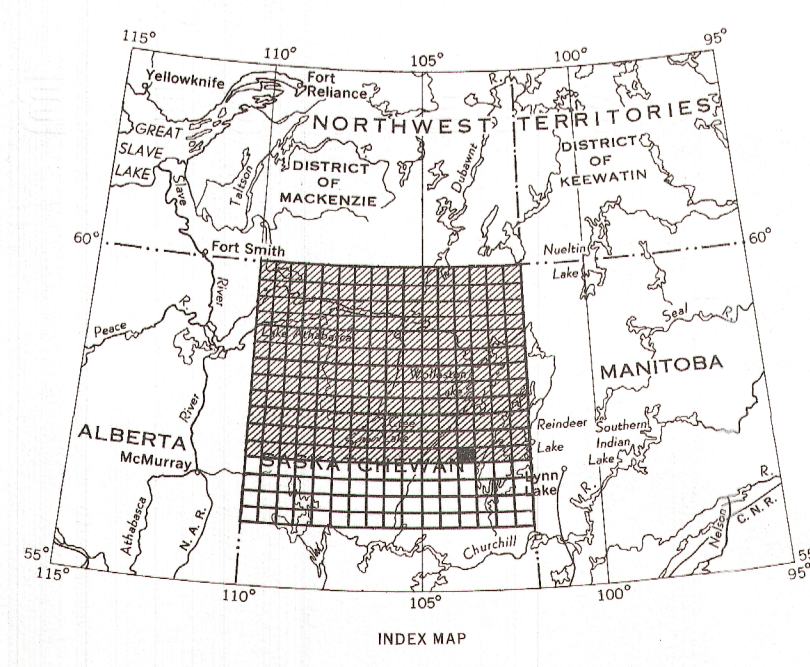 115°
110°
105°
100°
95°
Yellowknife
Fort
Reliance
R.
NORTHWEST TERRITORIES
GREAT
SLAVE
LAKE
Slave
Taltson
DISTRICT
OF
MACKENZIE
Dubawnt
DISTRICT
OF
KEEWATIN
60°
Fort Smith
Nueltin
Lake
60°
River
Peace
R.
Lake Athabasca
Seal
R.
Wollaston
Lake
MANITOBA
River
Cree
Lake
Reindeer
Lake
Southern
Indian
Lake
ALBERTA
McMurray
SASKATCHEWAN
Lynn
Lake
R.
R.
Athabasca
N. A. R.
Churchill
Nelson
C. N. R.
55°
115°
110°
105°
100°
95°
INDEX MAP